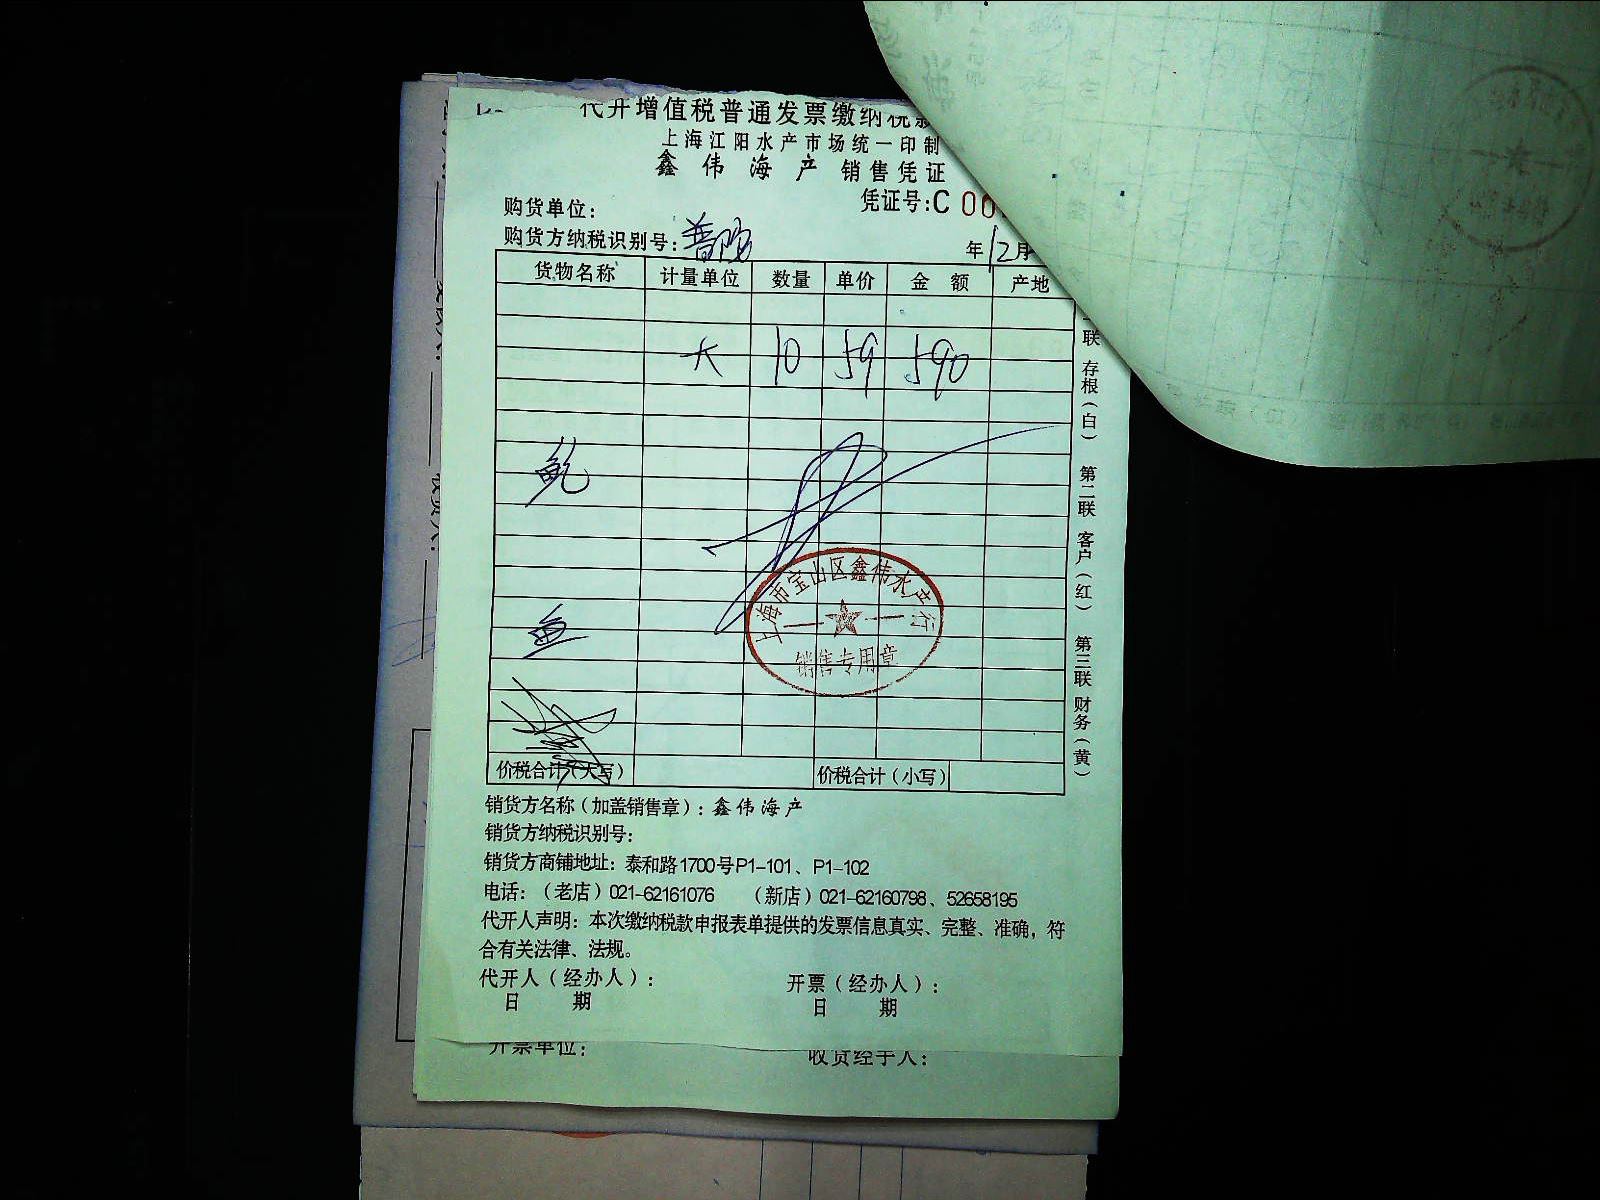 代开增值税普通发票缴纳税款
上海江阳水产市场统一印制
鑫伟海产 销售凭证
凭证号:C 00
购货单位:
购货方纳税识别号: 普陀
年12月
货物名称 计量单位 数量 单价 金额 产地
大 10 59 590
鲍
鱼
上海市宝山区鑫伟水产行
销售专用章
价税合计(大写) 价税合计(小写)
联 存根(白) 第二联 客户(红) 第三联 财务(黄)
销货方名称(加盖销售章): 鑫伟海产
销货方纳税识别号:
销货方商铺地址: 泰和路1700号P1-101、P1-102
电话:(老店)021-62161076 (新店)021-62160798、52658195
代开人声明: 本次缴纳税款申报表单提供的发票信息真实、完整、准确,符
合有关法律、法规。
代开人(经办人): 开票(经办人):
日 期 日 期
开票单位: 收货经手人: